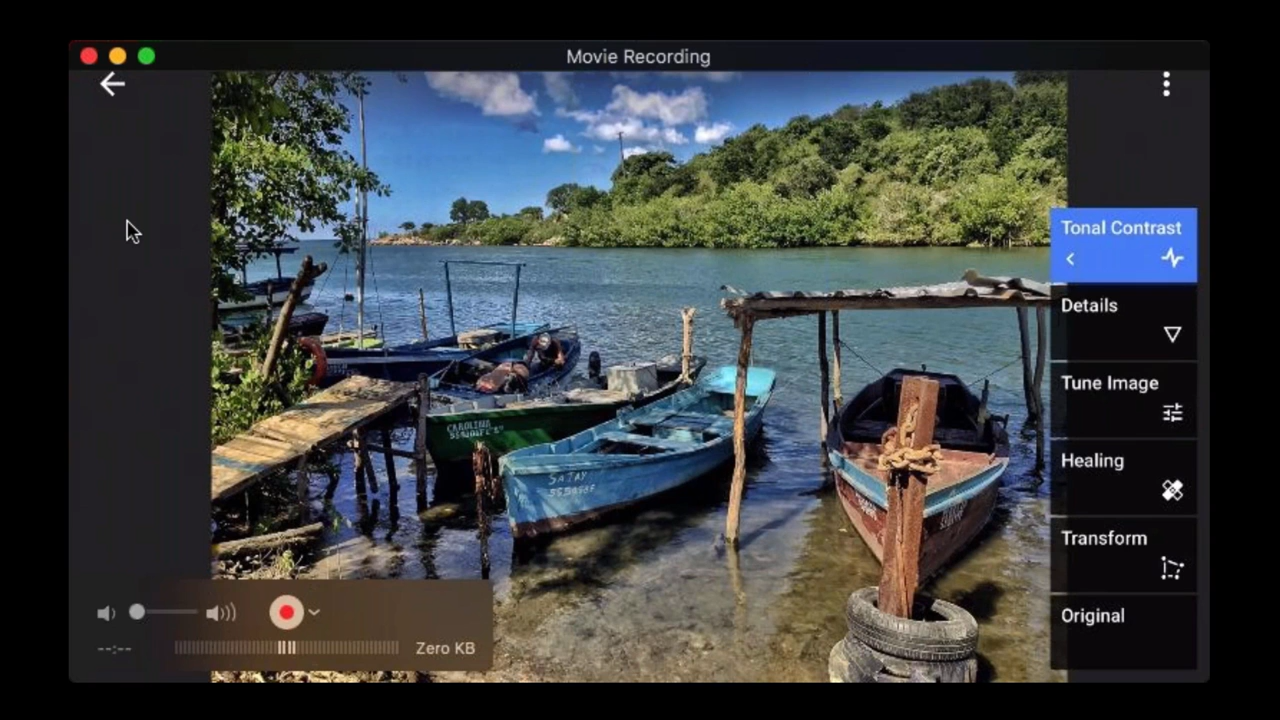 Movie Recording
Tonal Contrast
Details
Tune Image
Healing
Transform
Original
CAROLINA
SATAY
--:--
Zero KB